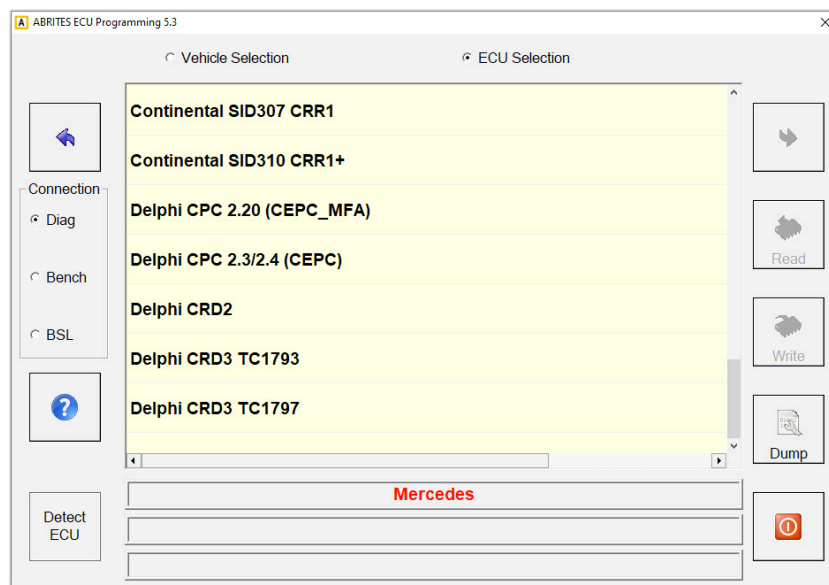 ABRITES ECU Programming 5.3
Vehicle Selection
ECU Selection
Continental SID307 CRR1
Continental SID310 CRR1+
Delphi CPC 2.20 (CEPC_MFA)
Delphi CPC 2.3/2.4 (CEPC)
Delphi CRD2
Delphi CRD3 TC1793
Delphi CRD3 TC1797
Connection
Diag
Bench
BSL
Read
Write
Dump
Mercedes
Detect
ECU